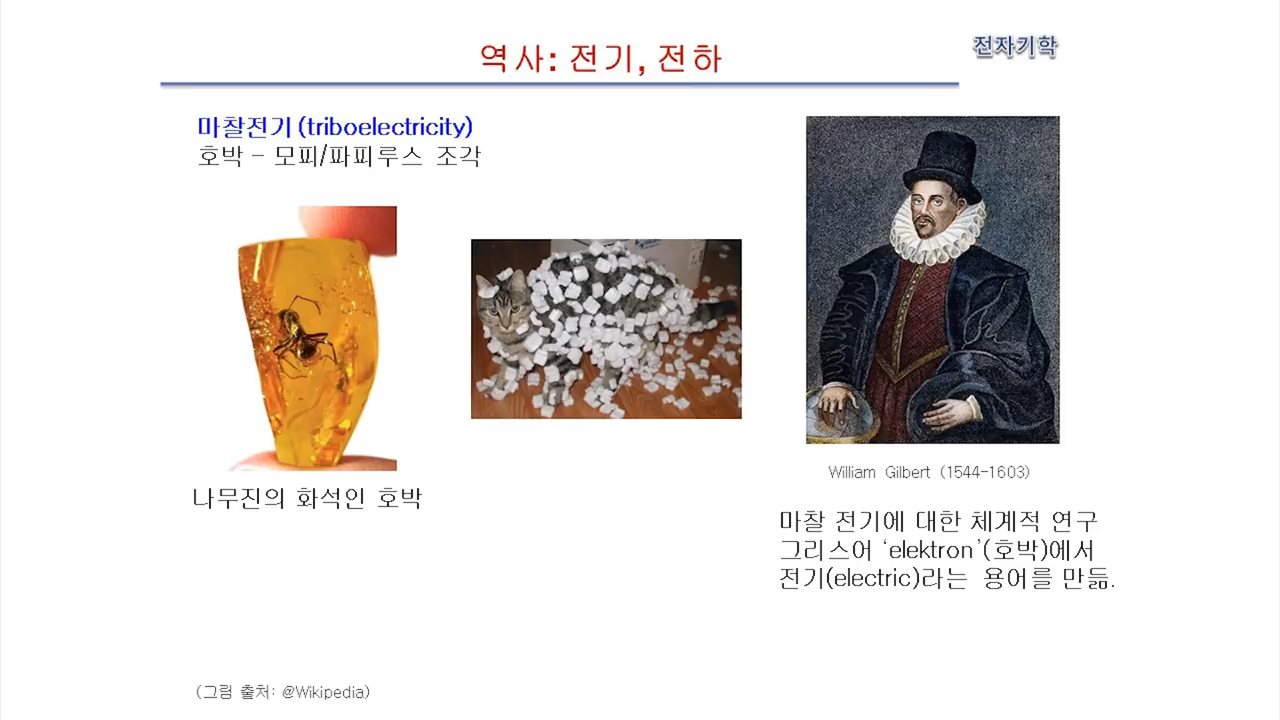 역사: 전기, 전하
전자기학
마찰전기(triboelectricity)
호박 - 모피/파피루스 조각
나무진의 화석인 호박
William Gilbert (1544-1603)
마찰 전기에 대한 체계적 연구
그리스어 ‘elektron’(호박)에서
전기(electric)라는 용어를 만듦.
(그림 출처: @Wikipedia)